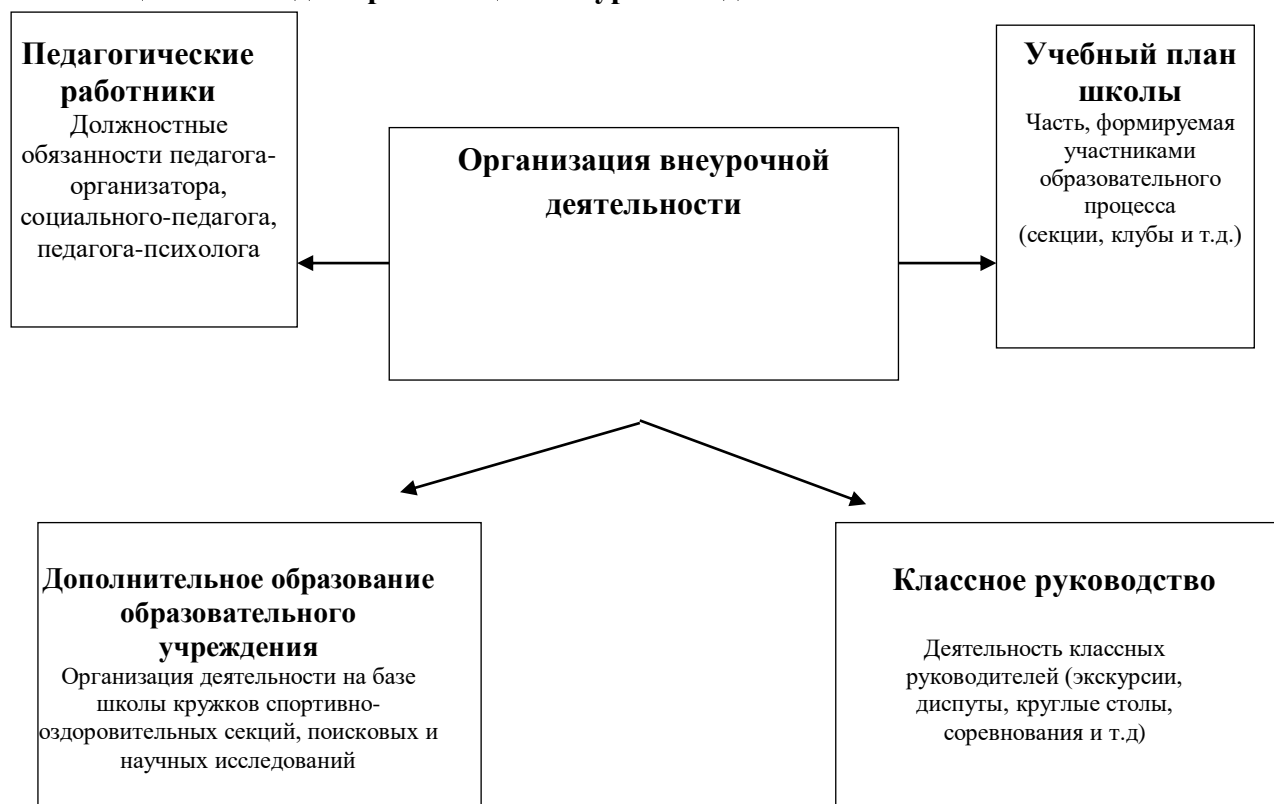 Педагогические
работники
Должностные
обязанности педагога-
организатора,
социального-педагога,
педагога-психолога
Организация внеурочной
деятельности
Учебный план
школы
Часть, формируемая
участниками
образовательного
процесса
(секции, клубы и т.д.)
Дополнительное образование
образовательного
учреждения
Организация деятельности на базе
школы кружков спортивно-
оздоровительных секций, поисковых и
научных исследований
Классное руководство
Деятельность классных
руководителей (экскурсии,
диспуты, круглые столы,
соревнования и т.д)